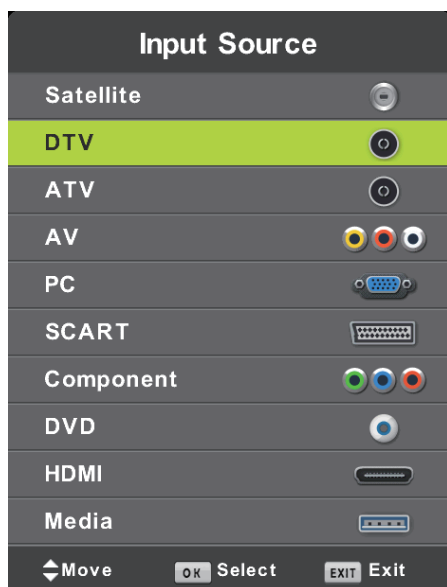 Input Source
Satellite
DTV
ATV
AV
PC
SCART
Component
DVD
HDMI
Media
Move OK Select EXIT Exit